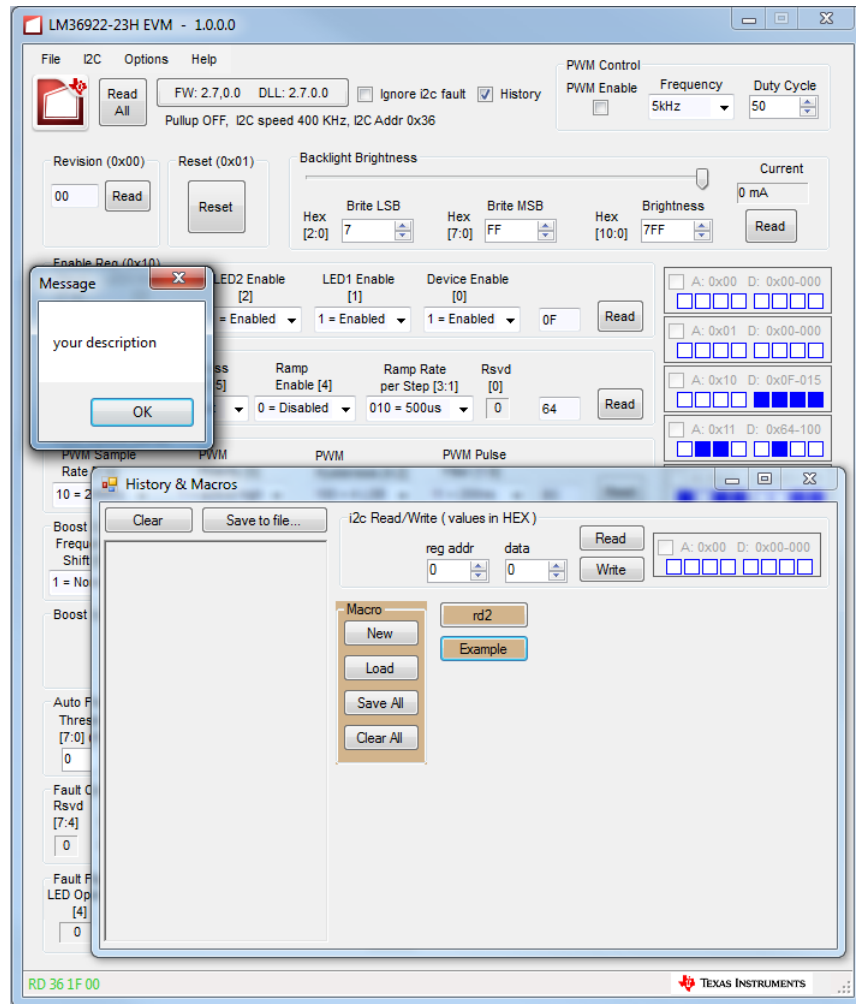 LM36922-23H EVM - 1.0.0.0
File I2C Options Help
PWM Control
Read All
FW: 2.7,0.0 DLL: 2.7.0.0
Ignore i2c fault
History
PWM Enable
Frequency
Duty Cycle
5kHz
50
Pullup OFF, I2C speed 400 KHz, I2C Addr 0x36
Revision (0x00)
Reset (0x01)
Backlight Brightness
Current
00
Read
Reset
0 mA
Brite LSB
Brite MSB
Brightness
Hex [2:0]
7
Hex [7:0]
FF
Hex [10:0]
7FF
Read
Enable Reg (0x10)
LED2 Enable [2]
LED1 Enable [1]
Device Enable [0]
= Enabled
1 = Enabled
1 = Enabled
0F
Read
A: 0x00 D: 0x00-000
A: 0x01 D: 0x00-000
A: 0x10 D: 0x0F-015
A: 0x11 D: 0x64-100
Message
your description
OK
ss
5]
Ramp Enable [4]
Ramp Rate per Step [3:1]
Rsvd [0]
0 = Disabled
010 = 500us
0
64
Read
PWM Sample
Rate
PWM
PWM
PWM Pulse
10 = 2
Boost
Frequ
Shift
1 = No
Boost
Auto F
Thres
[7:0]
0
Fault C
Rsvd
[7:4]
0
Fault F
LED Op
[4]
0
History & Macros
Clear
Save to file...
i2c Read/Write ( values in HEX )
reg addr
data
0
0
Read
Write
A: 0x00 D: 0x00-000
Macro
New
Load
Save All
Clear All
rd2
Example
RD 36 1F 00
TEXAS INSTRUMENTS